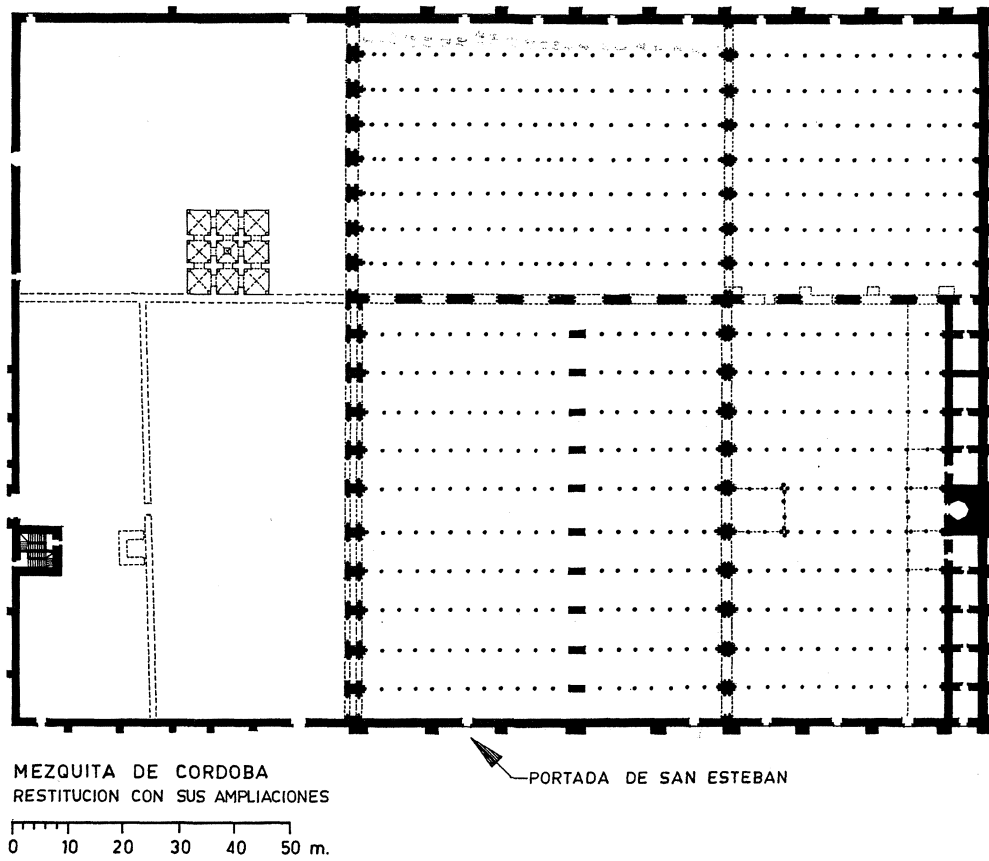 MEZQUITA DE CORDOBA
RESTITUCION CON SUS AMPLIACIONES
PORTADA DE SAN ESTEBAN
0 10 20 30 40 50 m.